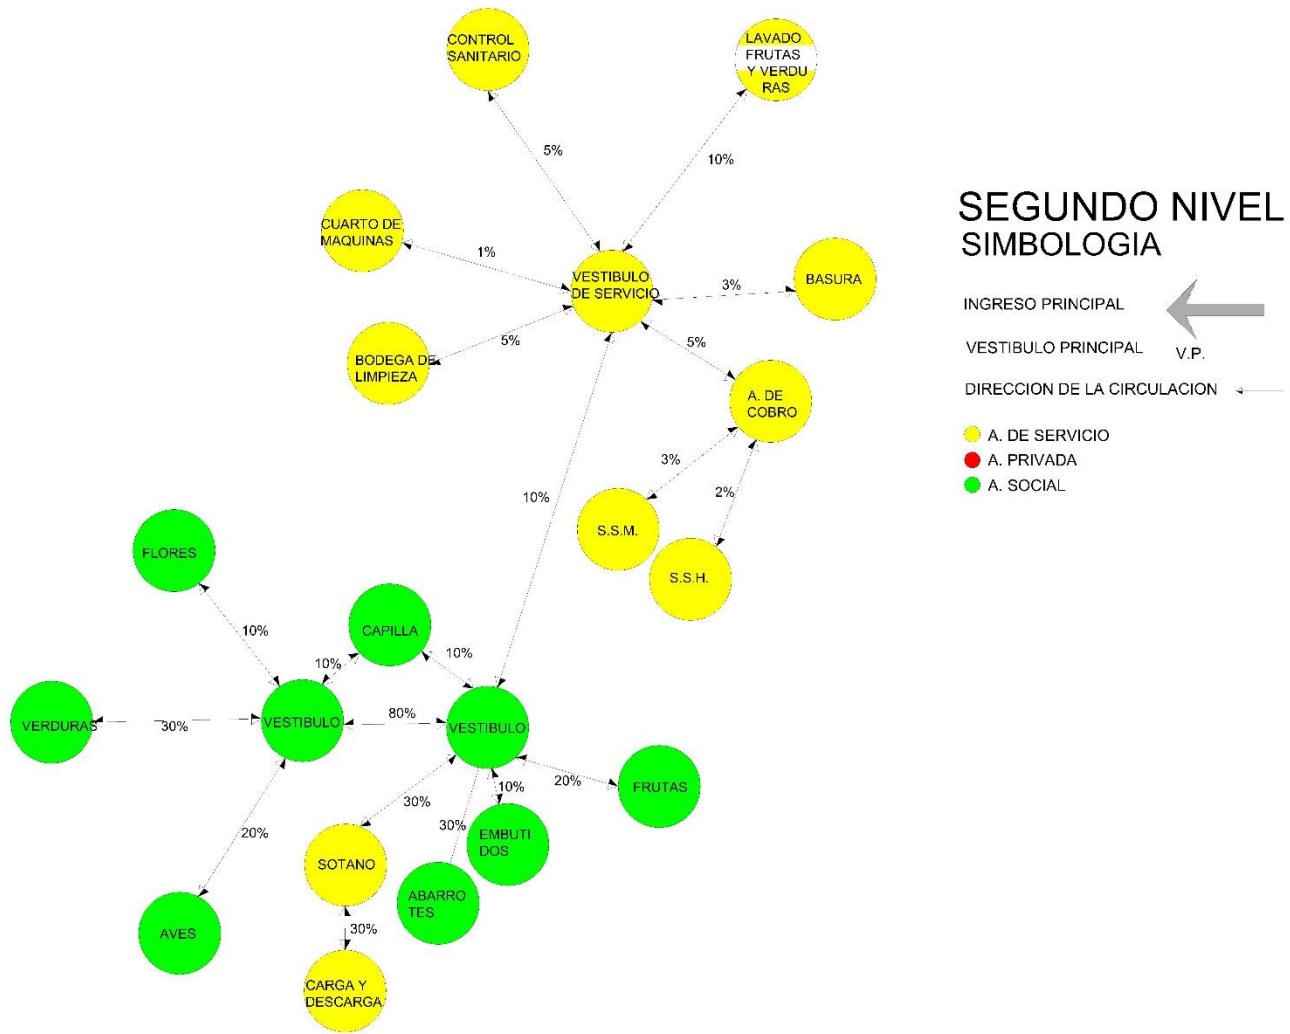 CONTROL
SANITARIO
LAVADO
FRUTAS
Y VERDU
RAS
5%
10%
CUARTO DE
MAQUINAS
1%
VESTIBULO
DE SERVICIO
3%
BASURA
BODEGA DE
LIMPIEZA
5%
5%
A. DE
COBRO
3%
2%
S.S.M.
S.S.H.
10%
FLORES
10%
CAPILLA
10%
10%
VERDURAS
30%
VESTIBULO
80%
VESTIBULO
20%
FRUTAS
30%
10%
30%
20%
EMBUTI
DOS
SOTANO
ABARRO
TES
AVES
30%
CARGA Y
DESCARGA
SEGUNDO NIVEL
SIMBOLOGIA
INGRESO PRINCIPAL
VESTIBULO PRINCIPAL V.P.
DIRECCION DE LA CIRCULACION
A. DE SERVICIO
A. PRIVADA
A. SOCIAL